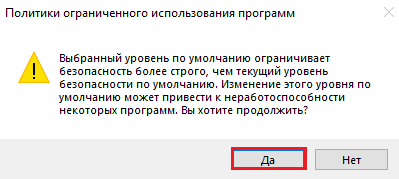 Политики ограниченного использования программ
Выбранный уровень по умолчанию ограничивает
безопасность более строго, чем текущий уровень
безопасности по умолчанию. Изменение этого уровня по
умолчанию может привести к неработоспособности
некоторых программ. Вы хотите продолжить?
Да Нет